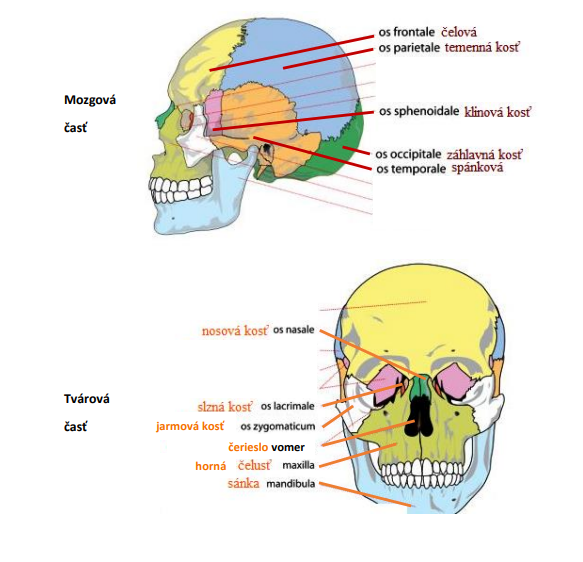 Mozgová
časť
os frontale čelová
os parietale temenná kosť
os sphenoidale klinová kosť
os occipitale záhlavná kosť
os temporale spánková
Tvárová
časť
nosová kosť os nasale
slzná kosť os lacrimale
jarmová kosť os zygomaticum
čerieslo vomer
horná čelusť maxilla
sánka mandibula